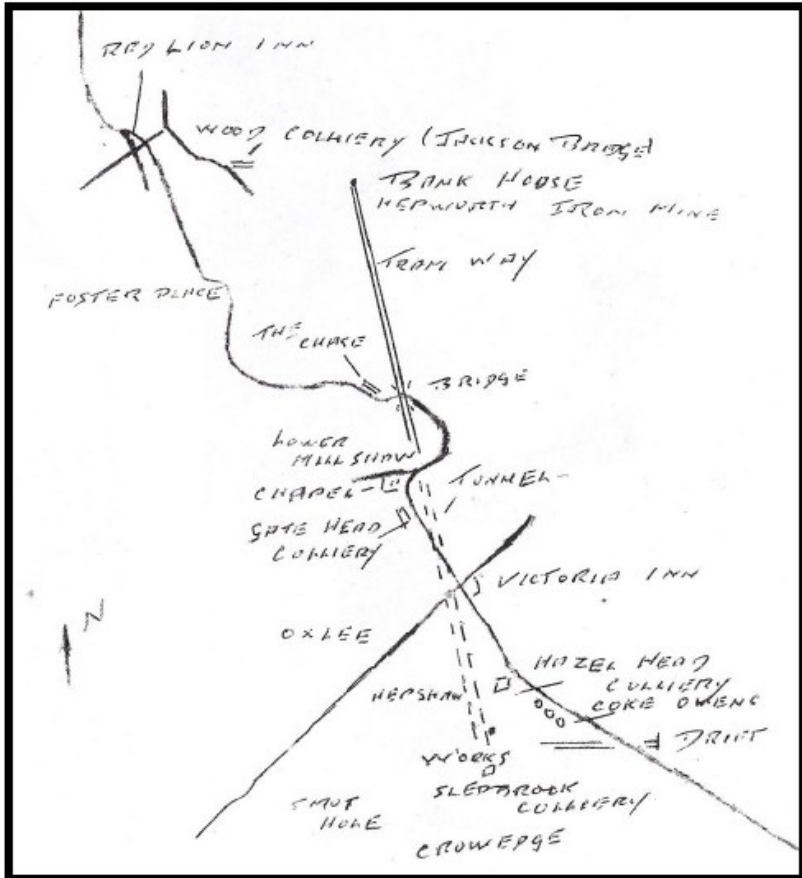 RED LION INN
WOOD COLLIERY (JACKSON BRIDGE)
BANK HOUSE
HEPWORTH IRON MINE
TRAM WAY
FOSTER PLACE
THE CHASE
BRIDGE
LOWER
MILLSHAW
CHAPEL
TUNNEL
GATE HEAD
COLLIERY
VICTORIA INN
N
OXLEE
HAZEL HEAD
COLLIERY
HEPSHAW
COKE OVENS
DRIFT
WORKS
SLEDBROOK
COLLIERY
SMUT
HOLE
CROWEDGE